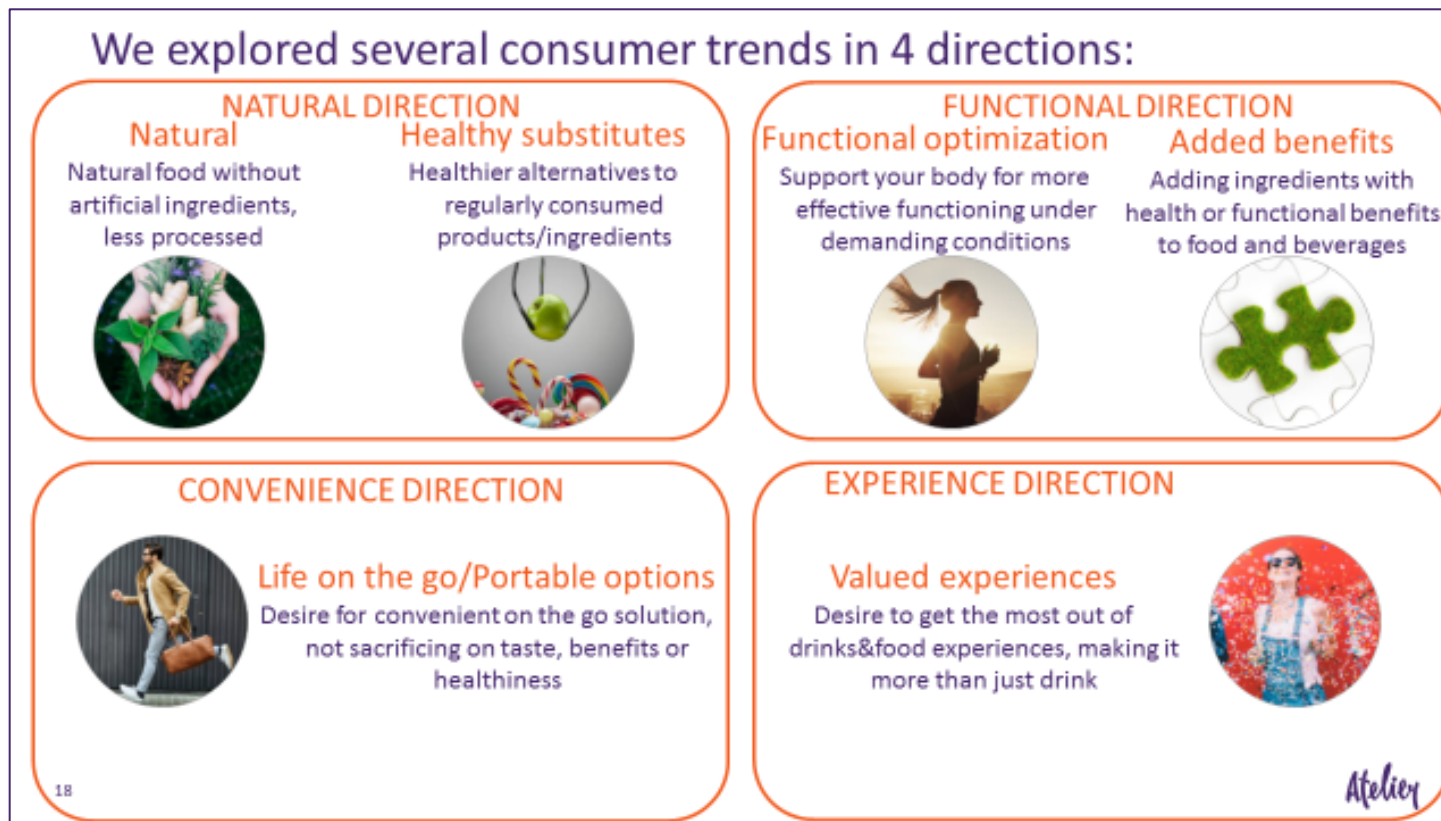 We explored several consumer trends in 4 directions:
NATURAL DIRECTION
Natural
Natural food without
artificial ingredients,
less processed
Healthy substitutes
Healthier alternatives to
regularly consumed
products/ingredients
FUNCTIONAL DIRECTION
Functional optimization
Support your body for more
effective functioning under
demanding conditions
Added benefits
Adding ingredients with
health or functional benefits
to food and beverages
CONVENIENCE DIRECTION
Life on the go/Portable options
Desire for convenient on the go solution,
not sacrificing on taste, benefits or
healthiness
EXPERIENCE DIRECTION
Valued experiences
Desire to get the most out of
drinks&food experiences, making it
more than just drink
18
Atelier